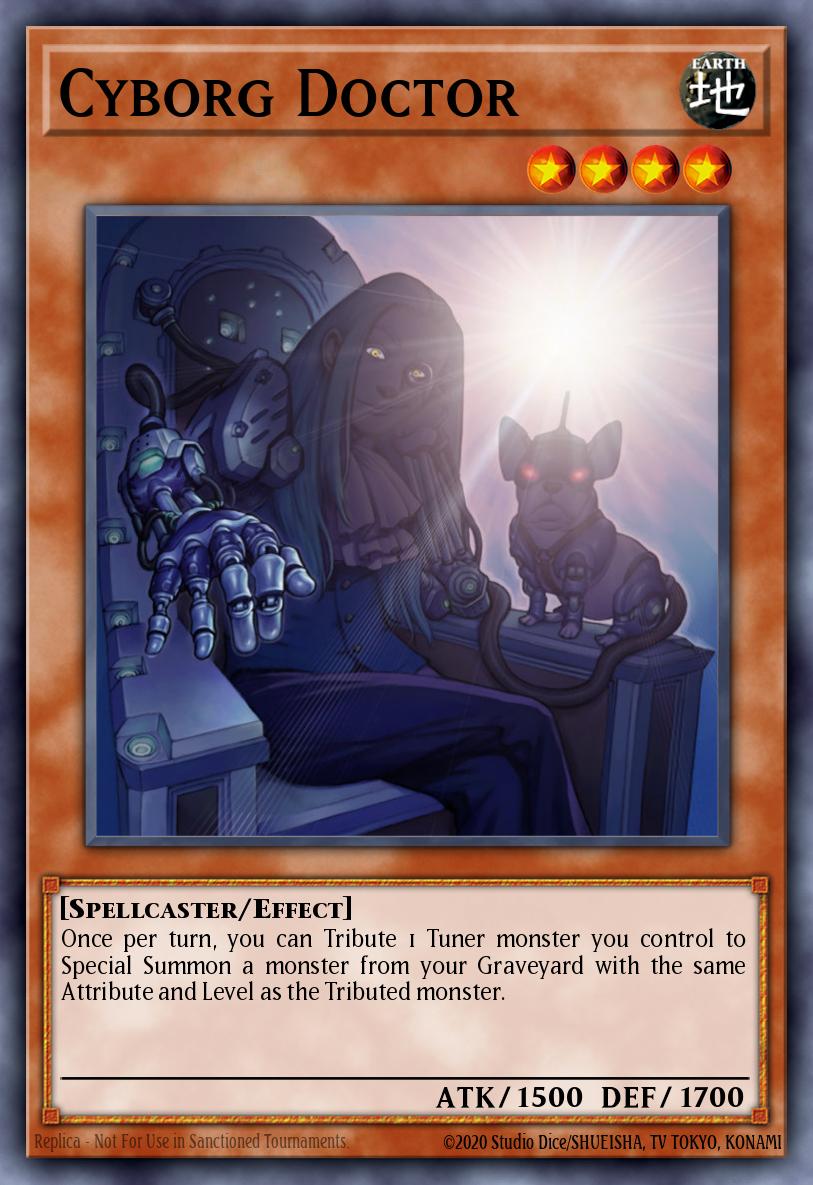 Cyborg Doctor
EARTH
地
[Spellcaster/Effect]
Once per turn, you can Tribute 1 Tuner monster you control to
Special Summon a monster from your Graveyard with the same
Attribute and Level as the Tributed monster.
ATK/1500 DEF/1700
Replica - Not For Use in Sanctioned Tournaments.
©2020 Studio Dice/SHUEISHA, TV TOKYO, KONAMI